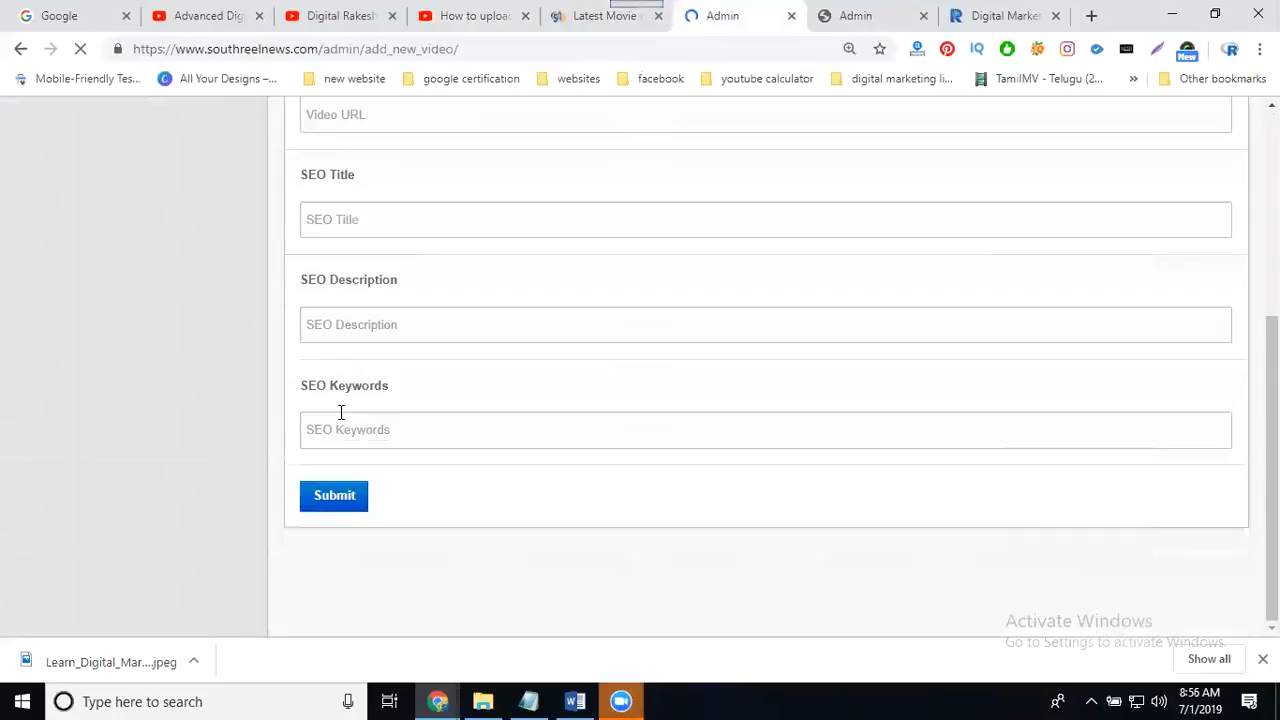 Google
Advanced Dig
Digital Rakes
How to uploa
Latest Movie
Admin
Admin
Digital Marke
https://www.southreelnews.com/admin/add_new_video/
Mobile-Friendly Tes...
All Your Designs –...
new website
google certification
websites
facebook
youtube calculator
digital marketing li...
TamilMV - Telugu (2...
»
Other bookmarks
New
Video URL
SEO Title
SEO Title
SEO Description
SEO Description
SEO Keywords
SEO Keywords
Submit
Activate Windows
Go to Settings to activate Windows.
Learn_Digital_Mar....jpeg
Show all
Type here to search
8:56 AM
7/1/2019